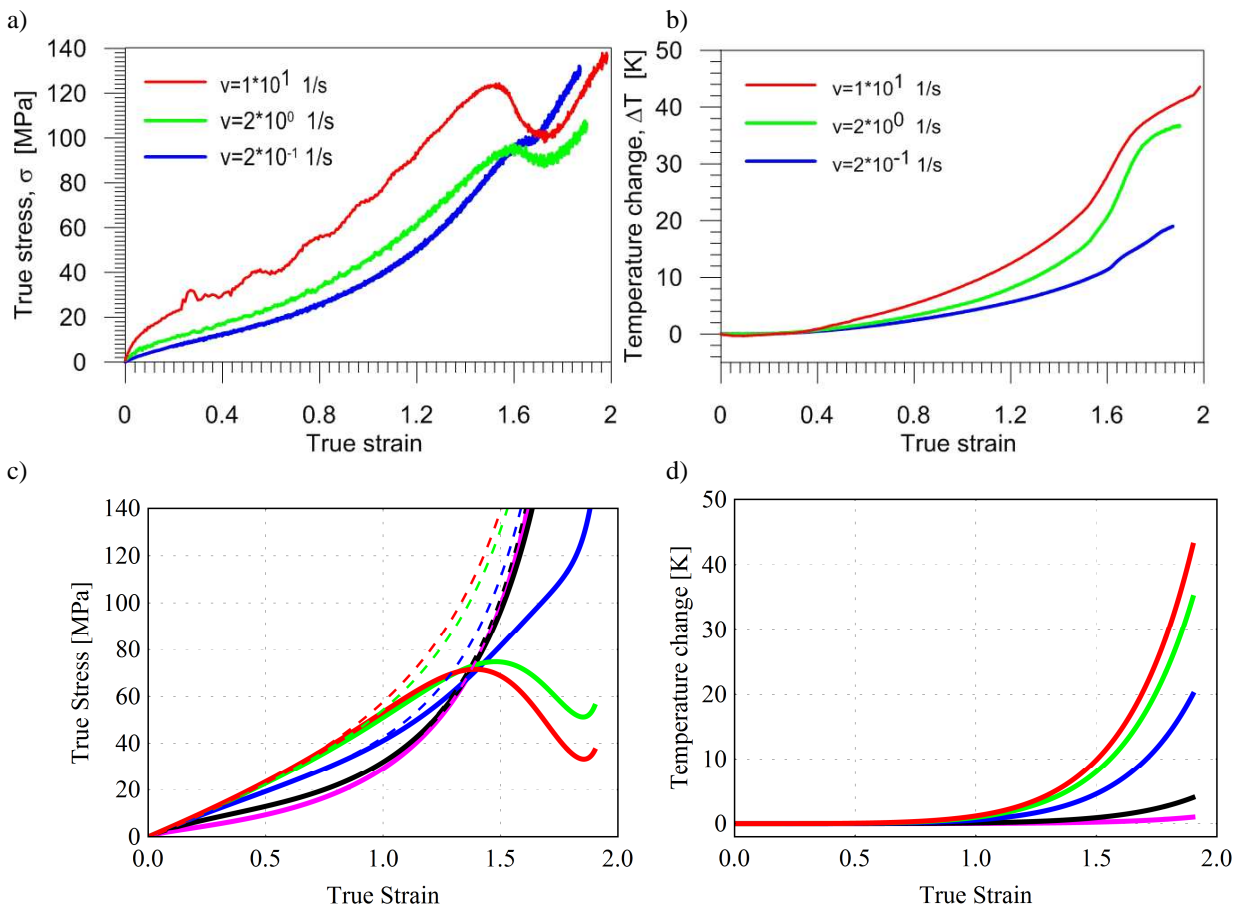 a)
True stress, σ [MPa]
140
120
100
80
60
40
20
0
v=1*10¹ 1/s
v=2*10⁰ 1/s
v=2*10⁻¹ 1/s
0 0.4 0.8 1.2 1.6 2
True strain
b)
Temperature change, ΔT [K]
50
40
30
20
10
0
v=1*10¹ 1/s
v=2*10⁰ 1/s
v=2*10⁻¹ 1/s
0 0.4 0.8 1.2 1.6 2
True strain
c)
True Stress [MPa]
140
120
100
80
60
40
20
0
0.0 0.5 1.0 1.5 2.0
True Strain
d)
Temperature change [K]
50
40
30
20
10
0
0.0 0.5 1.0 1.5 2.0
True Strain